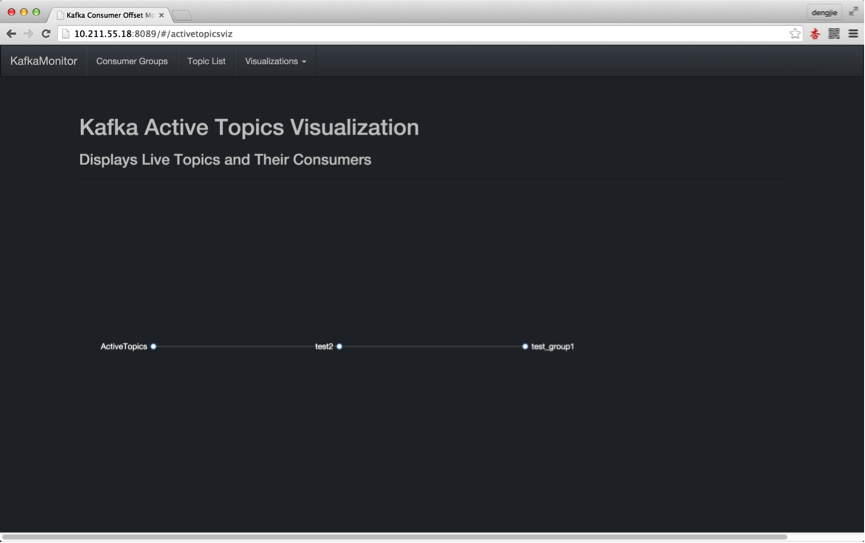 Kafka Consumer Offset Mo
dengjie
10.211.55.18:8089/#/activetopicsviz
KafkaMonitor Consumer Groups Topic List Visualizations
Kafka Active Topics Visualization
Displays Live Topics and Their Consumers
ActiveTopics test2 test_group1